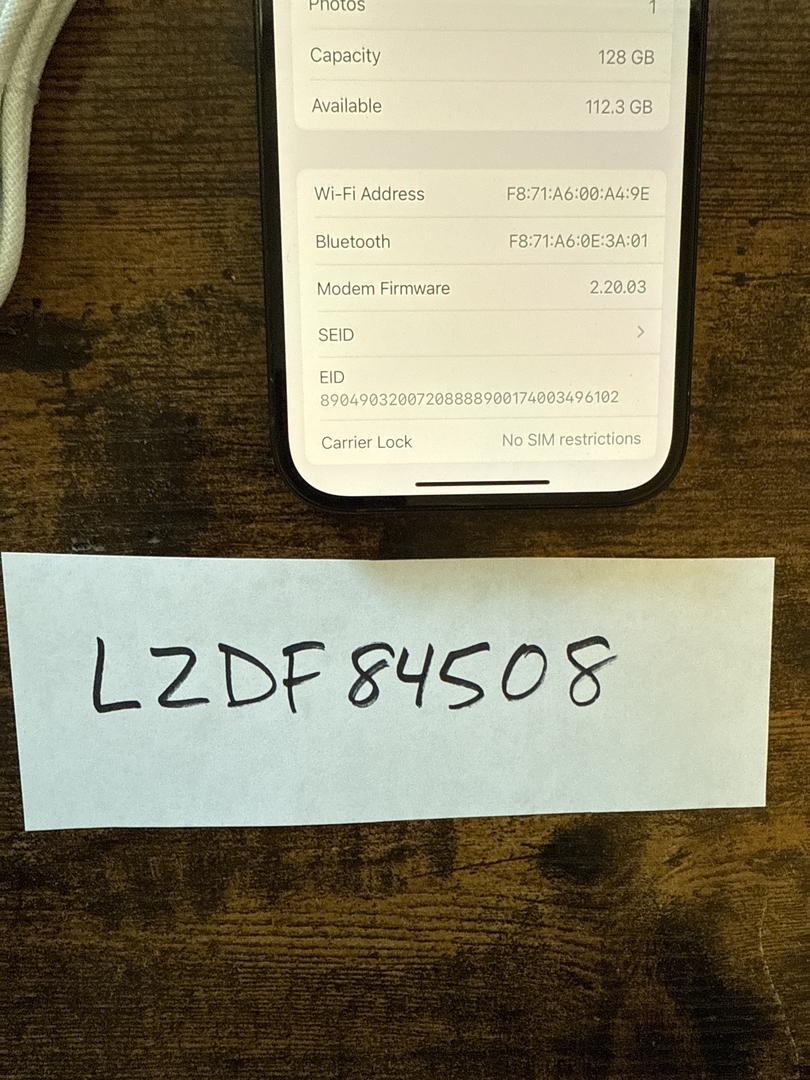 Photos 1
Capacity 128 GB
Available 112.3 GB
Wi-Fi Address F8:71:A6:00:A4:9E
Bluetooth F8:71:A6:0E:3A:01
Modem Firmware 2.20.03
SEID >
EID
89049032007208888900174003496102
Carrier Lock No SIM restrictions
LZDF84508